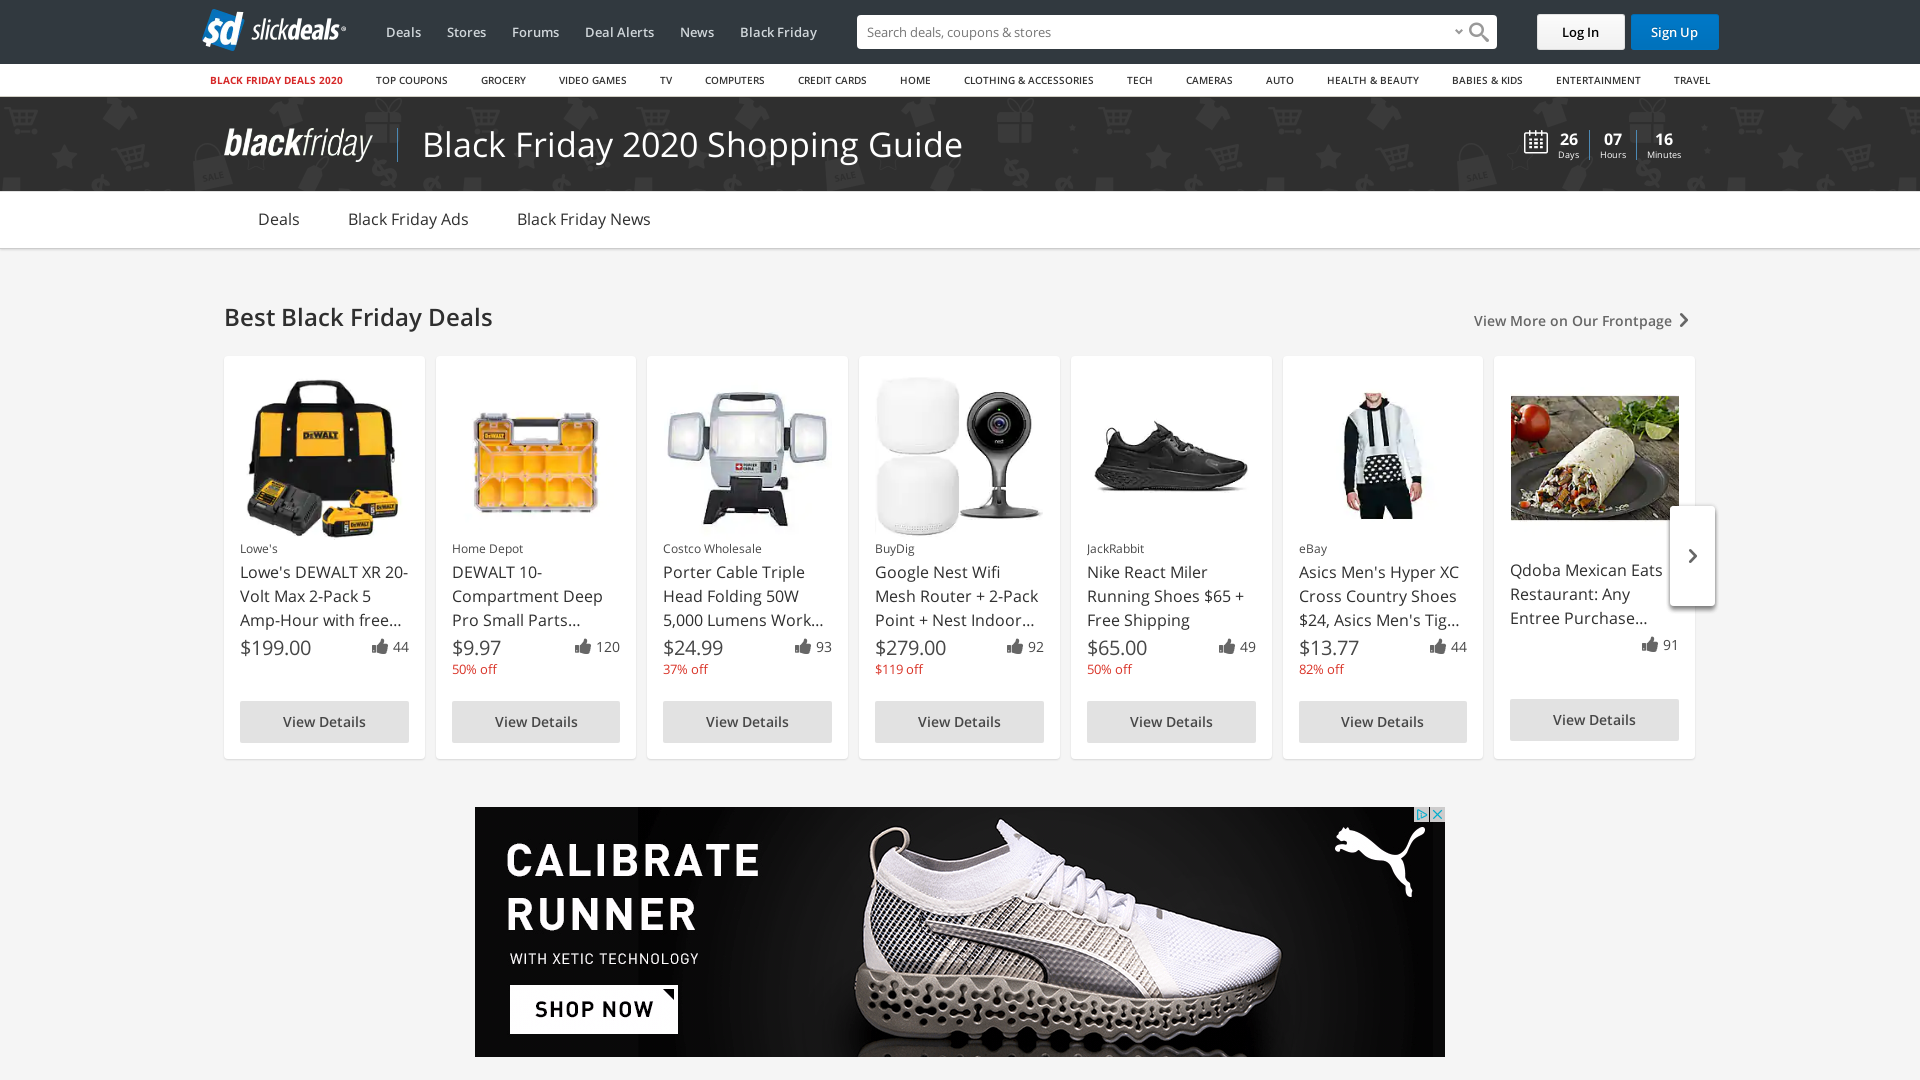 sd slickdeals
Deals Stores Forums Deal Alerts News Black Friday
Search deals, coupons & stores
Log In Sign Up
BLACK FRIDAY DEALS 2020 TOP COUPONS GROCERY VIDEO GAMES TV COMPUTERS CREDIT CARDS HOME CLOTHING & ACCESSORIES TECH CAMERAS AUTO HEALTH & BEAUTY BABIES & KIDS ENTERTAINMENT TRAVEL
blackfriday
Black Friday 2020 Shopping Guide
26 07 16
Days Hours Minutes
Deals Black Friday Ads Black Friday News
Best Black Friday Deals
View More on Our Frontpage
Lowe's
Lowe's DEWALT XR 20-
Volt Max 2-Pack 5
Amp-Hour with free...
$199.00 44
View Details
Home Depot
DEWALT 10-
Compartment Deep
Pro Small Parts...
$9.97 120
50% off
View Details
Costco Wholesale
Porter Cable Triple
Head Folding 50W
5,000 Lumens Work...
$24.99 93
37% off
View Details
BuyDig
Google Nest Wifi
Mesh Router + 2-Pack
Point + Nest Indoor...
$279.00 92
$119 off
View Details
JackRabbit
Nike React Miler
Running Shoes $65 +
Free Shipping
$65.00 49
50% off
View Details
eBay
Asics Men's Hyper XC
Cross Country Shoes
$24, Asics Men's Tig...
$13.77 44
82% off
View Details
Qdoba Mexican Eats
Restaurant: Any
Entree Purchase...
91
View Details
CALIBRATE
RUNNER
WITH XETIC TECHNOLOGY
SHOP NOW